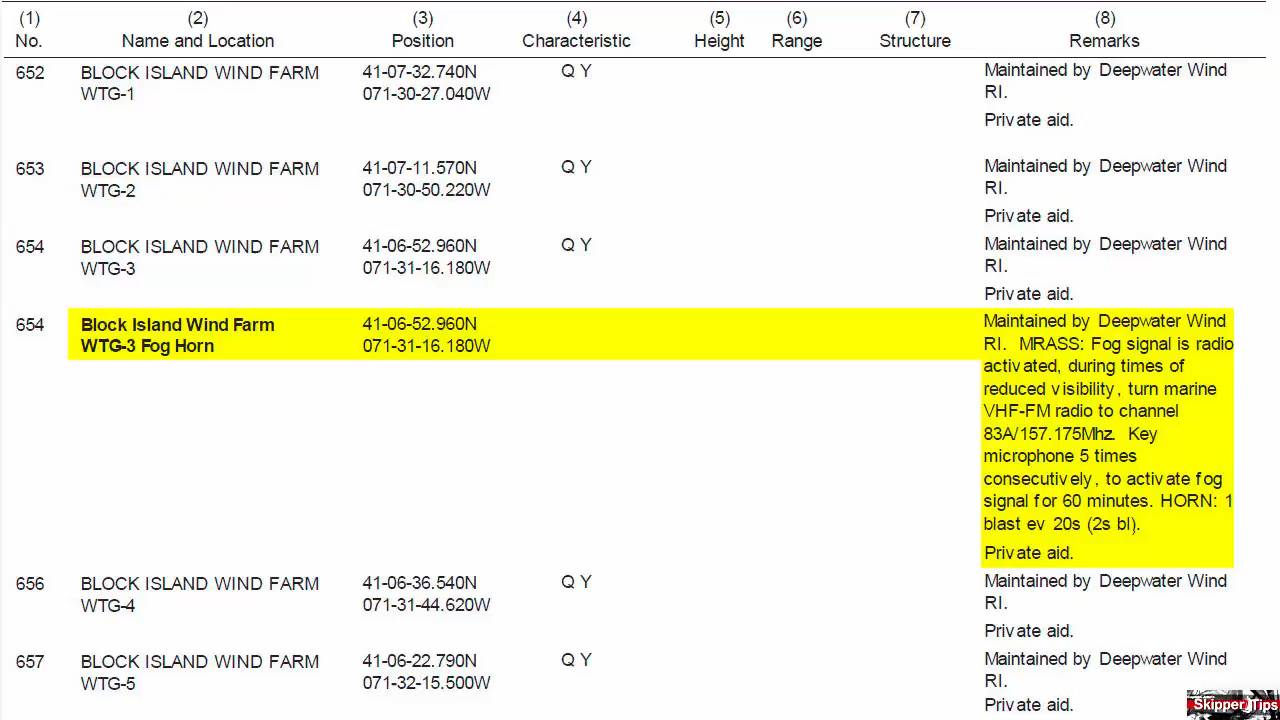 (1) (2) (3) (4) (5) (6) (7) (8)
No. Name and Location Position Characteristic Height Range Structure Remarks
652 BLOCK ISLAND WIND FARM 41-07-32.740N Q Y Maintained by Deepwater Wind
WTG-1 071-30-27.040W RI.
Private aid.
653 BLOCK ISLAND WIND FARM 41-07-11.570N Q Y Maintained by Deepwater Wind
WTG-2 071-30-50.220W RI.
Private aid.
654 BLOCK ISLAND WIND FARM 41-06-52.960N Q Y Maintained by Deepwater Wind
WTG-3 071-31-16.180W RI.
Private aid.
654 Block Island Wind Farm 41-06-52.960N Maintained by Deepwater Wind
WTG-3 Fog Horn 071-31-16.180W RI. MRASS: Fog signal is radio
activated, during times of
reduced visibility, turn marine
VHF-FM radio to channel
83A/157.175Mhz. Key
microphone 5 times
consecutively, to activate fog
signal for 60 minutes. HORN: 1
blast ev 20s (2s bl).
Private aid.
656 BLOCK ISLAND WIND FARM 41-06-36.540N Q Y Maintained by Deepwater Wind
WTG-4 071-31-44.620W RI.
Private aid.
657 BLOCK ISLAND WIND FARM 41-06-22.790N Q Y Maintained by Deepwater Wind
WTG-5 071-32-15.500W RI.
Private aid.
Skipper Tips